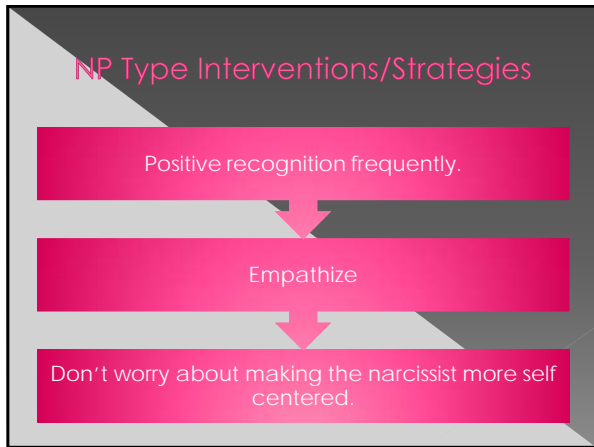 NP Type Interventions/Strategies
Positive recognition frequently.
Empathize
Don't worry about making the narcissist more self
centered.